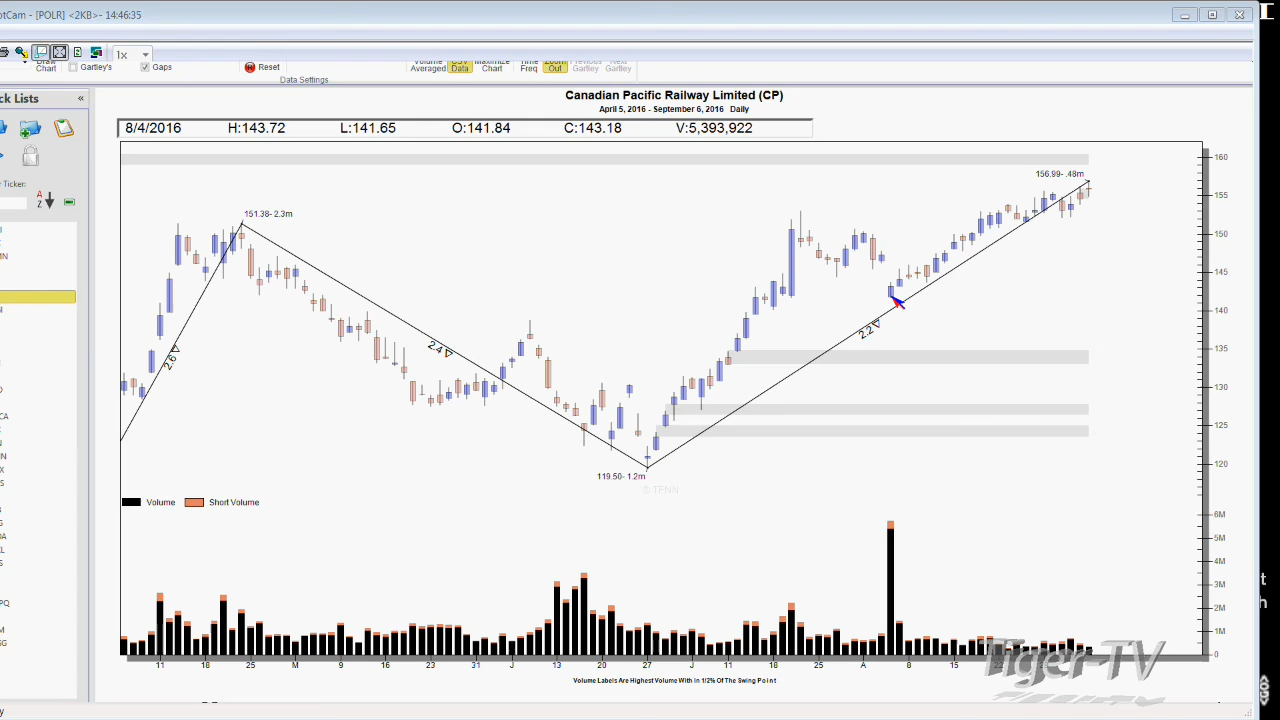 otCam - [POLR] <2KB>- 14:46:35
1x
Draw Chart
Gartley's
Gaps
Reset
Volume Averaged
CSV Data
Maximize Chart
Time Freq
Zoom Out
Previous Gartley
Next Gartley
Data Settings
ck Lists «
Ticker:
Canadian Pacific Railway Limited (CP)
April 5, 2016 - September 6, 2016 Daily
8/4/2016 H:143.72 L:141.65 O:141.84 C:143.18 V:5,393,922
160
155
150
145
140
135
130
125
120
156.99- .48m
151.38- 2.3m
2.6
2.4
2.2
119.50- 1.2m
© TFNN
Volume Short Volume
6M
5M
4M
3M
2M
1M
0
11 18 25 M 9 16 23 31 J 13 20 27 J 11 18 25 A 8 15 22
Volume Labels Are Highest Volume With In 1/2% Of The Swing Point
Tiger-TV